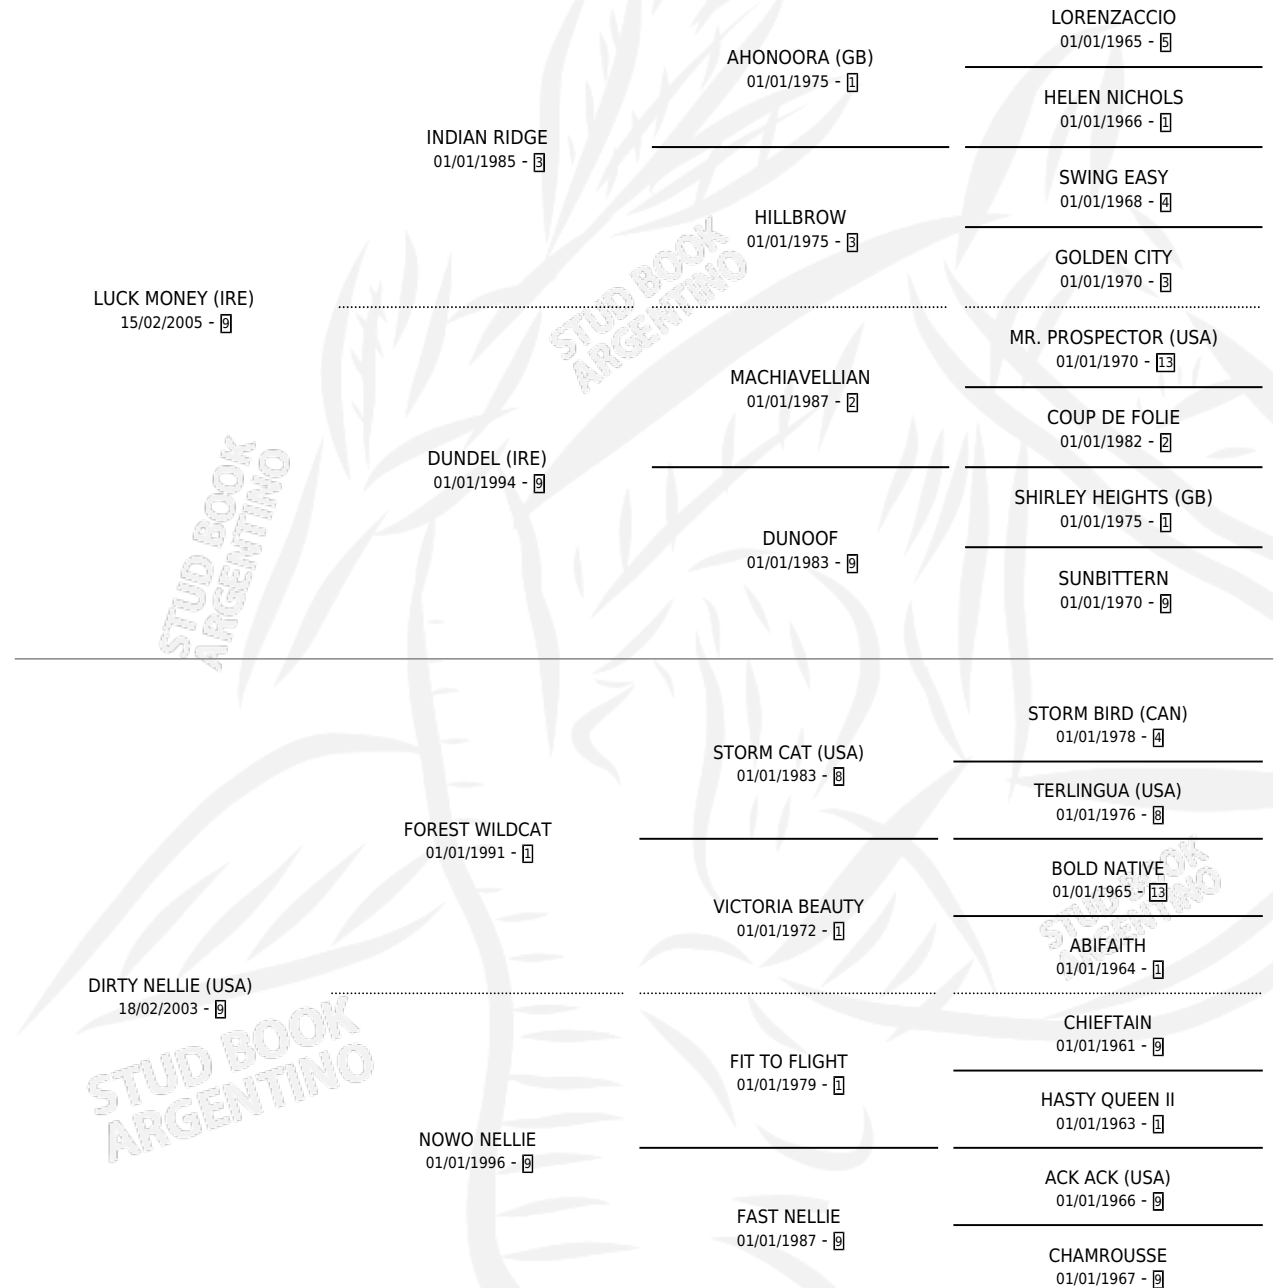 LORENZACCIO
01/01/1965 - 5
AHONOORA (GB)
01/01/1975 - 1
HELEN NICHOLS
01/01/1966 - 1
INDIAN RIDGE
01/01/1985 - 3
SWING EASY
01/01/1968 - 4
HILLBROW
01/01/1975 - 3
GOLDEN CITY
01/01/1970 - 3
STUD BOOK
ARGENTINO
LUCK MONEY (IRE)
15/02/2005 - 9
MR. PROSPECTOR (USA)
01/01/1970 - 13
MACHIAVELLIAN
01/01/1987 - 2
COUP DE FOLIE
01/01/1982 - 2
DUNDEL (IRE)
01/01/1994 - 9
SHIRLEY HEIGHTS (GB)
01/01/1975 - 1
DUNOOF
01/01/1983 - 9
SUNBITTERN
01/01/1970 - 9
STUD BOOK
ARGENTINO
STORM BIRD (CAN)
01/01/1978 - 4
STORM CAT (USA)
01/01/1983 - 8
TERLINGUA (USA)
01/01/1976 - 8
FOREST WILDCAT
01/01/1991 - 1
BOLD NATIVE
01/01/1965 - 13
VICTORIA BEAUTY
01/01/1972 - 1
ABIFAITH
01/01/1964 - 1
STUD BOOK
ARGENTINO
DIRTY NELLIE (USA)
18/02/2003 - 9
CHIEFTAIN
01/01/1961 - 9
FIT TO FLIGHT
01/01/1979 - 1
HASTY QUEEN II
01/01/1963 - 1
STUD BOOK
ARGENTINO
NOWO NELLIE
01/01/1996 - 9
ACK ACK (USA)
01/01/1966 - 9
FAST NELLIE
01/01/1987 - 9
CHAMROUSSE
01/01/1967 - 9